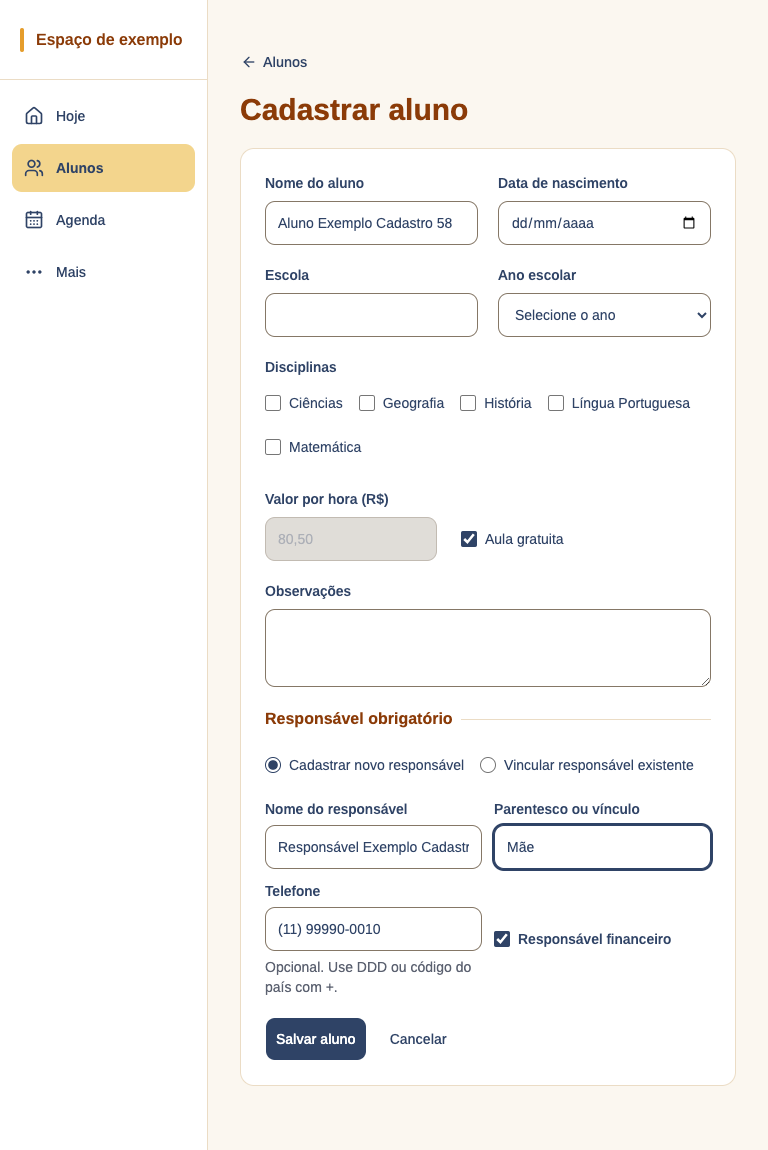 Espaço de exemplo
Hoje
Alunos
Agenda
Mais
Alunos
Cadastrar aluno
Nome do aluno
Data de nascimento
Aluno Exemplo Cadastro 58
dd/mm/aaaa
Escola
Ano escolar
Selecione o ano
Disciplinas
Ciências
Geografia
História
Língua Portuguesa
Matemática
Valor por hora (R$)
80,50
Aula gratuita
Observações
Responsável obrigatório
Cadastrar novo responsável
Vincular responsável existente
Nome do responsável
Parentesco ou vínculo
Responsável Exemplo Cadastr
Mãe
Telefone
(11) 99990-0010
Responsável financeiro
Opcional. Use DDD ou código do
país com +.
Salvar aluno
Cancelar